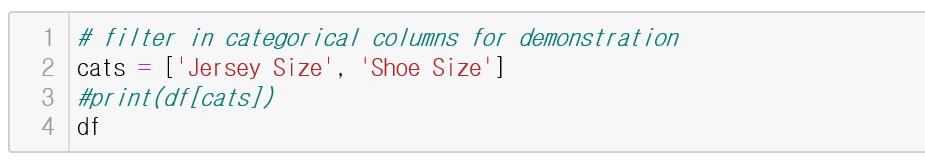 1 # filter in categorical columns for demonstration
2 cats = ['Jersey Size', 'Shoe Size']
3 #print(df[cats])
4 df